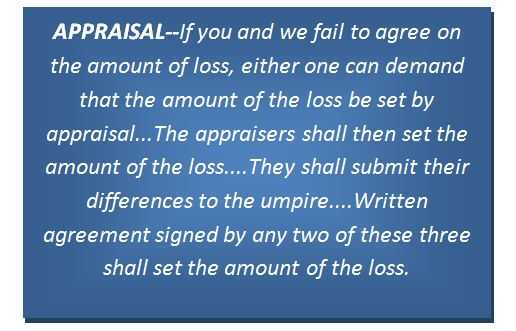 APPRAISAL--If you and we fail to agree on
the amount of loss, either one can demand
that the amount of the loss be set by
appraisal...The appraisers shall then set the
amount of the loss....They shall submit their
differences to the umpire....Written
agreement signed by any two of these three
shall set the amount of the loss.